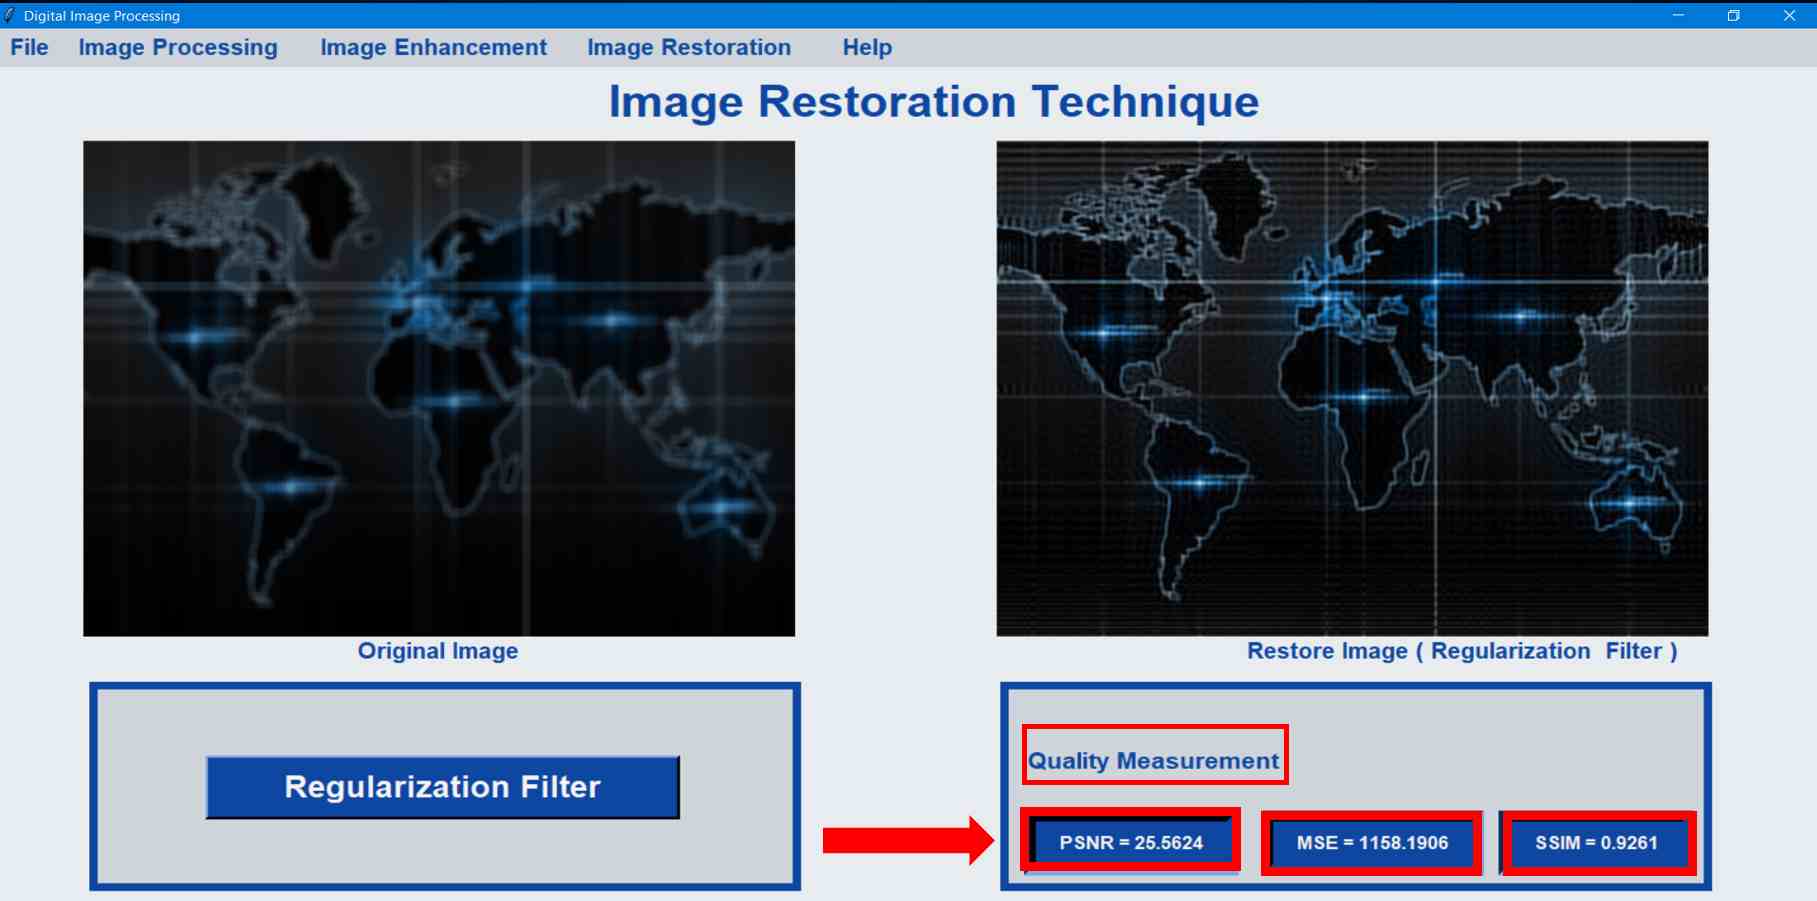 Digital Image Processing
File Image Processing Image Enhancement Image Restoration Help
Image Restoration Technique
Original Image
Restore Image ( Regularization Filter )
Regularization Filter
Quality Measurement
PSNR = 25.5624
MSE = 1158.1906
SSIM = 0.9261